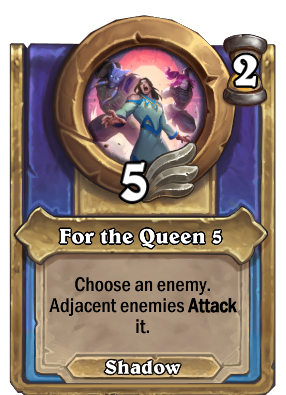 2
5
For the Queen 5
Choose an enemy.
Adjacent enemies Attack
it.
Shadow